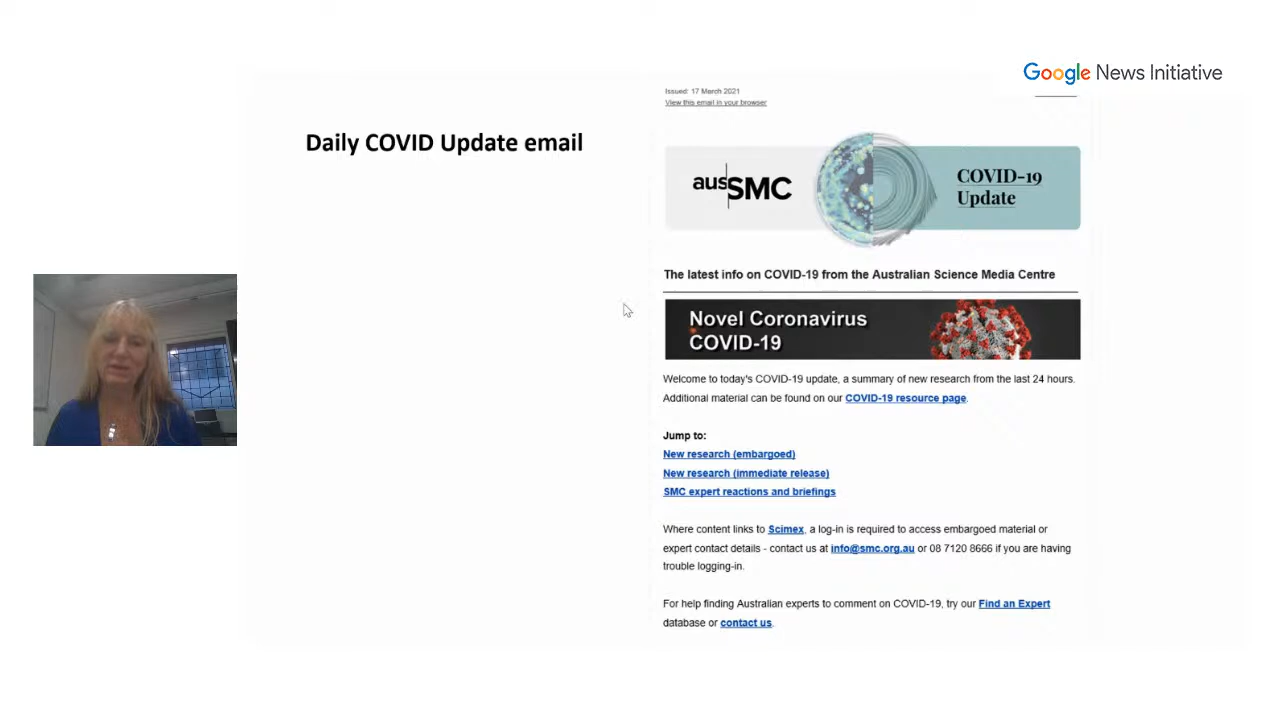 Google News Initiative
Daily COVID Update email
Issued: 17 March 2021
View this email in your browser
ausSMC
COVID-19
Update
The latest info on COVID-19 from the Australian Science Media Centre
Novel Coronavirus
COVID-19
Welcome to today's COVID-19 update, a summary of new research from the last 24 hours.
Additional material can be found on our COVID-19 resource page.
Jump to:
New research (embargoed)
New research (immediate release)
SMC expert reactions and briefings
Where content links to Scimex, a log-in is required to access embargoed material or
expert contact details - contact us at info@smc.org.au or 08 7120 8666 if you are having
trouble logging-in.
For help finding Australian experts to comment on COVID-19, try our Find an Expert
database or contact us.